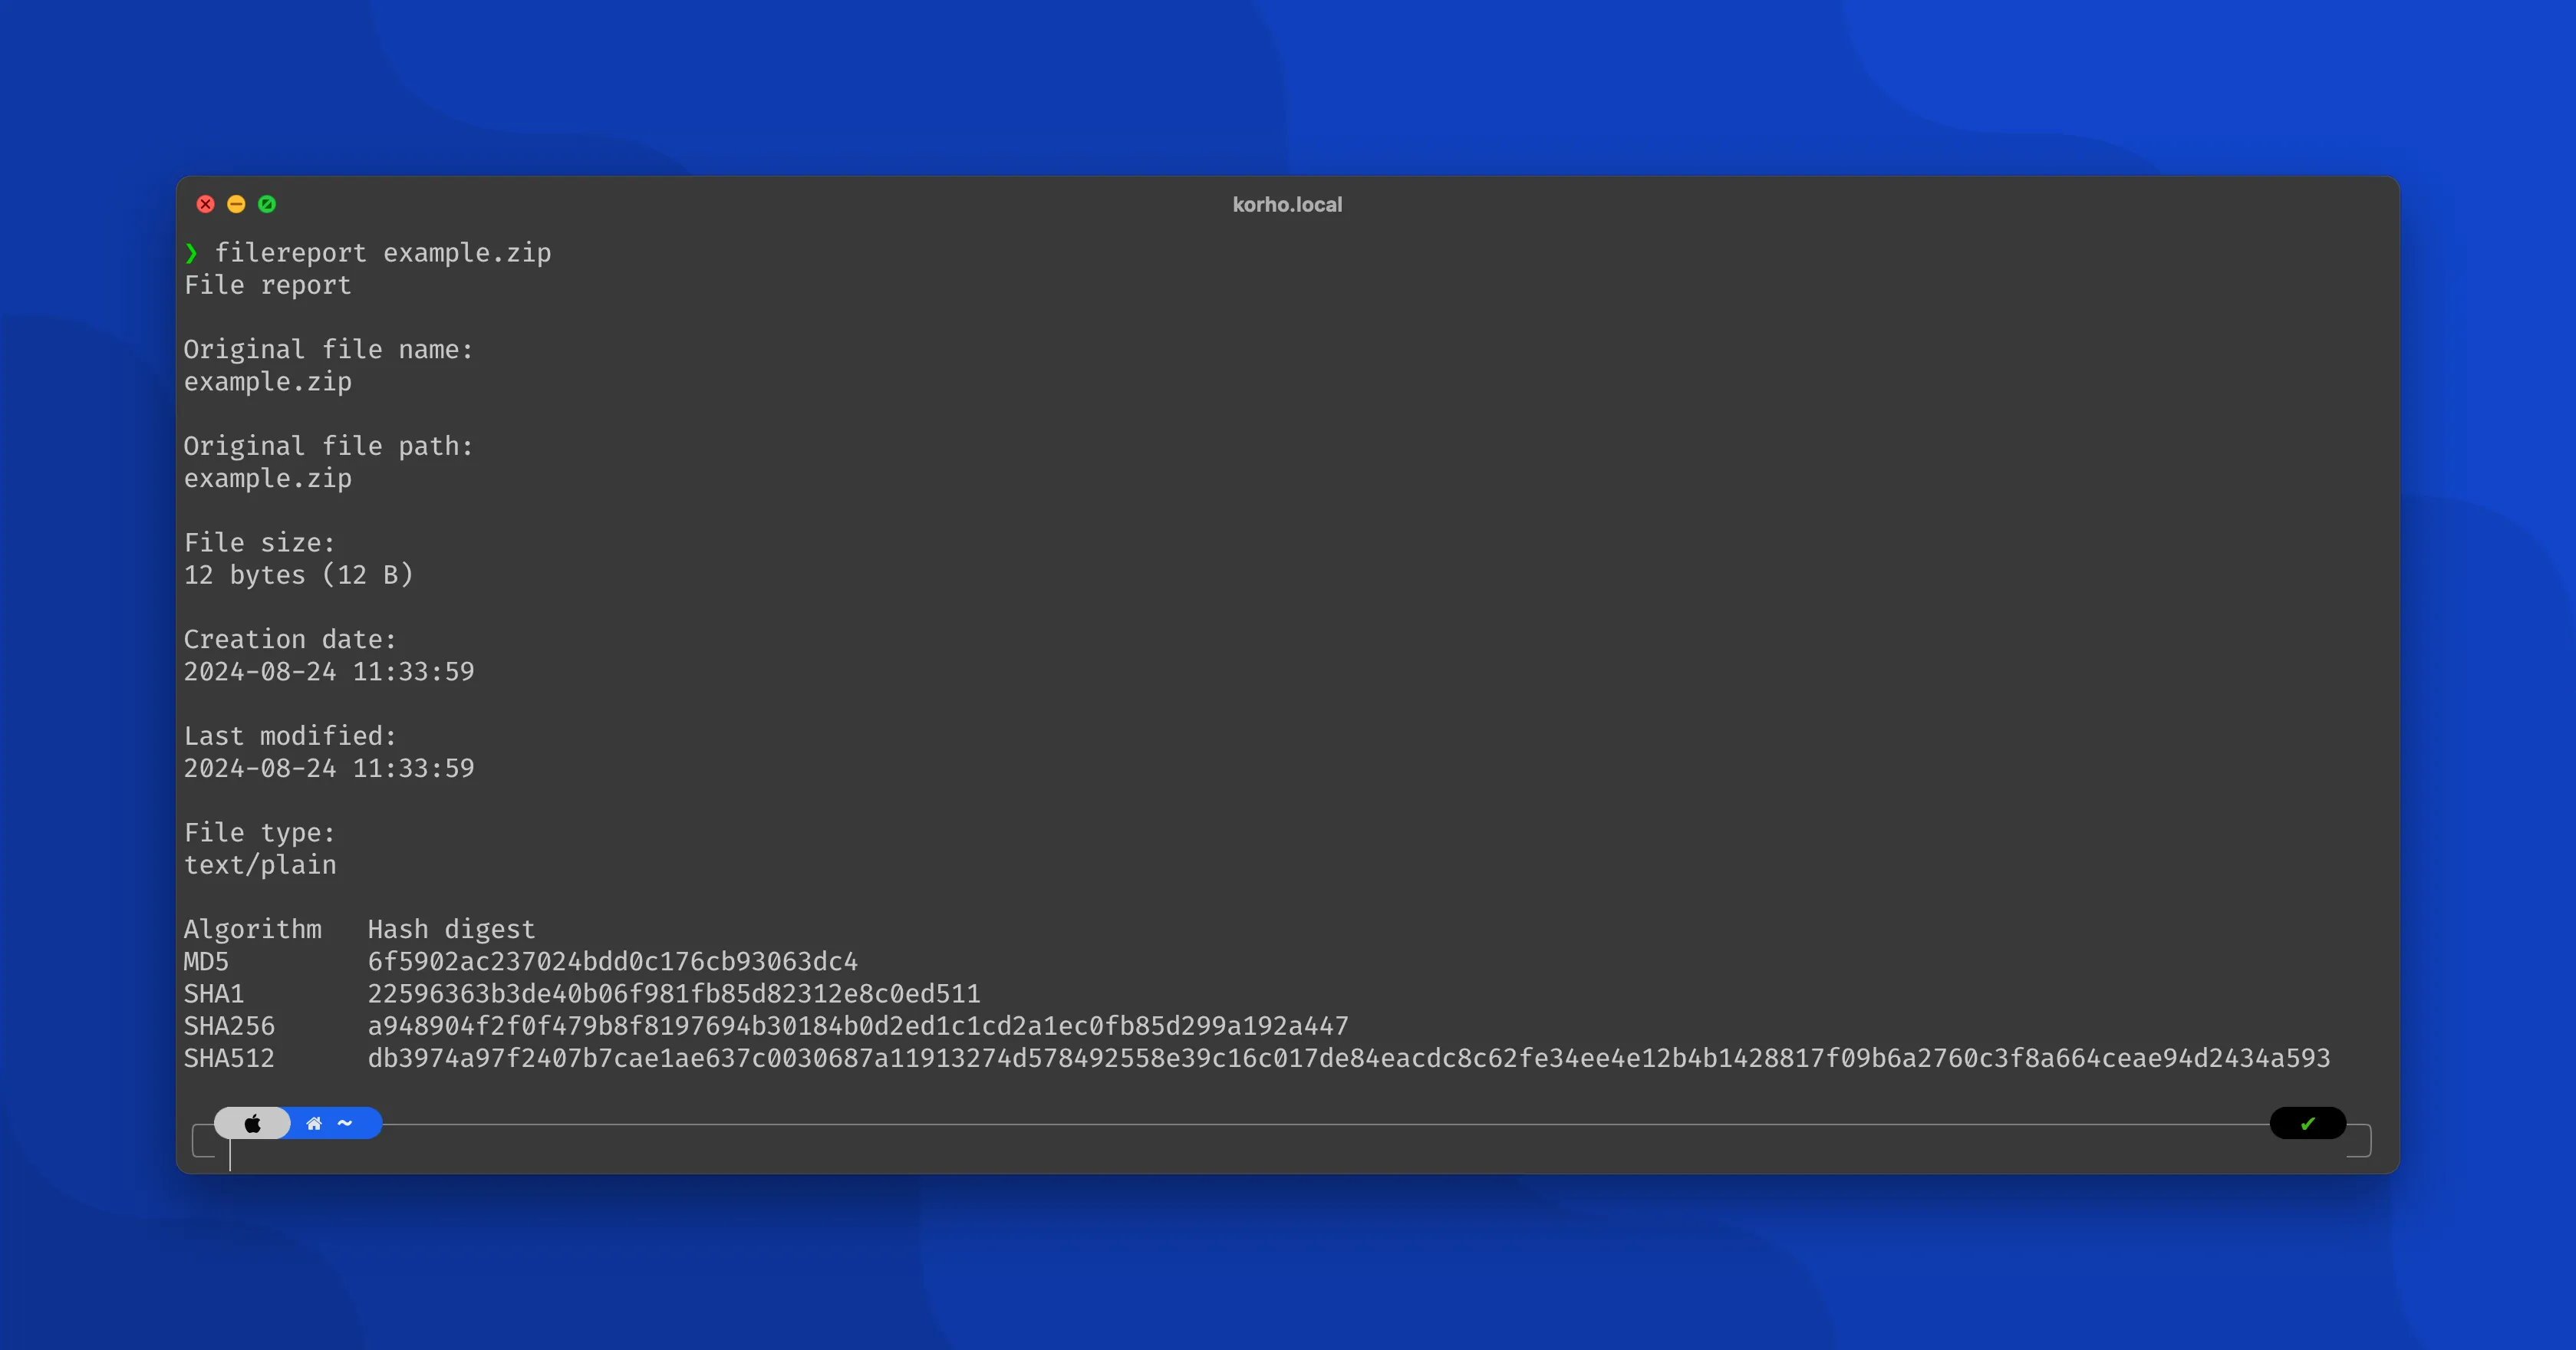 korho.local
❯ filereport example.zip
File report
Original file name:
example.zip
Original file path:
example.zip
File size:
12 bytes (12 B)
Creation date:
2024-08-24 11:33:59
Last modified:
2024-08-24 11:33:59
File type:
text/plain
Algorithm   Hash digest
MD5         6f5902ac237024bdd0c176cb93063dc4
SHA1        22596363b3de40b06f981fb85d82312e8c0ed511
SHA256      a948904f2f0f479b8f8197694b30184b0d2ed1c1cd2a1ec0fb85d299a192a447
SHA512      db3974a97f2407b7cae1ae637c0030687a11913274d578492558e39c16c017de84eacdc8c62fe34ee4e12b4b1428817f09b6a2760c3f8a664ceae94d2434a593
~ ✔